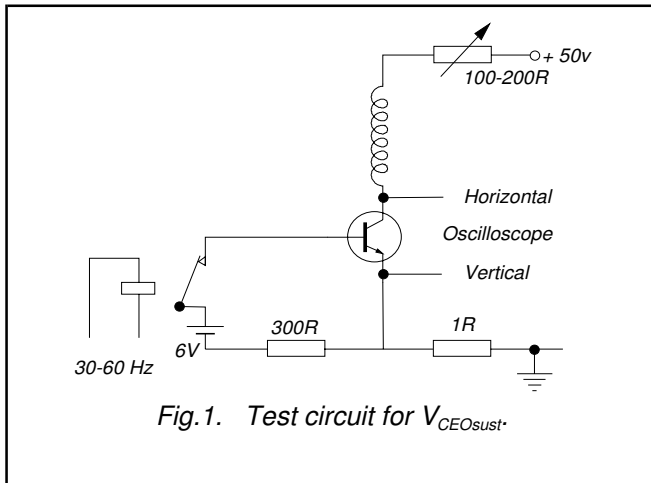 + 50v
100-200R
Horizontal
Oscilloscope
Vertical
300R
1R
6V
30-60 Hz
Fig.1. Test circuit for VCEOsust.